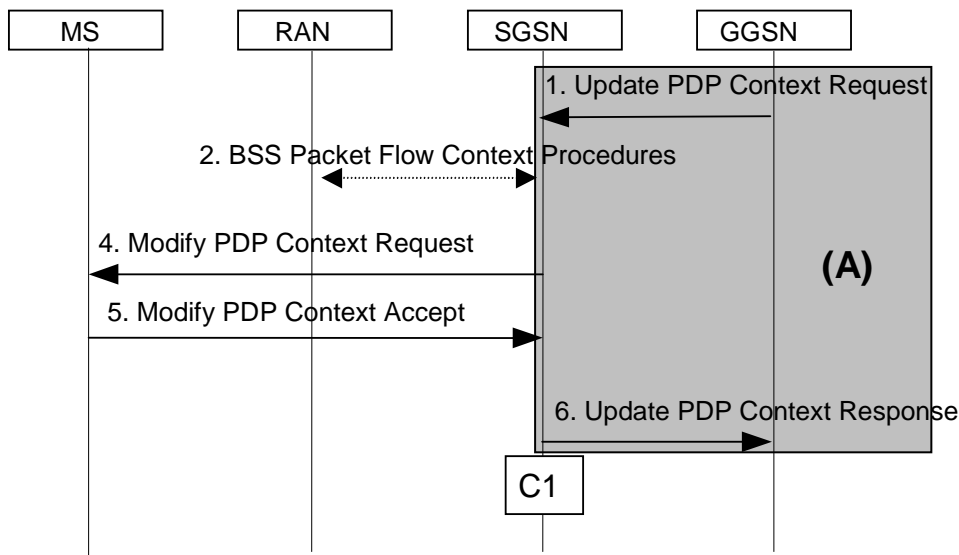 MS
RAN
SGSN
GGSN
1. Update PDP Context Request
2. BSS Packet Flow Context Procedures
4. Modify PDP Context Request
(A)
5. Modify PDP Context Accept
6. Update PDP Context Response
C1